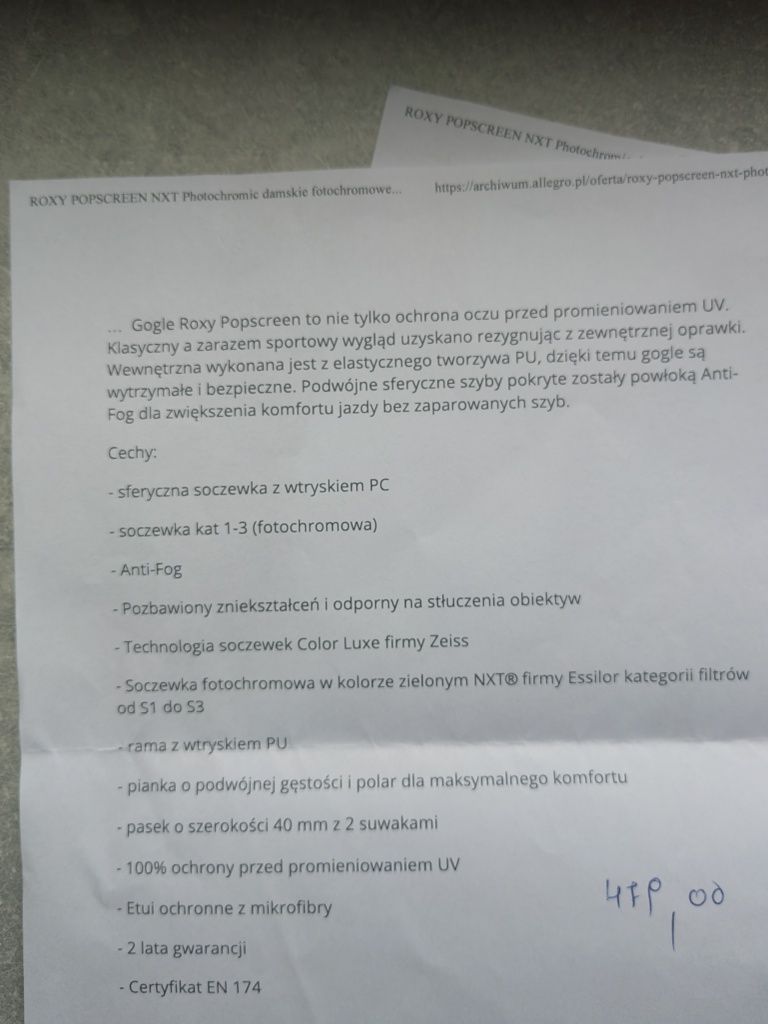 ROXY POPSCREEN NXT Photochromic
ROXY POPSCREEN NXT Photochromic damskie fotochromowe... https://archiwum.allegro.pl/oferta/roxy-popscreen-nxt-phot
... Gogle Roxy Popscreen to nie tylko ochrona oczu przed promieniowaniem UV.
Klasyczny a zarazem sportowy wygląd uzyskano rezygnując z zewnętrznej oprawki.
Wewnętrzna wykonana jest z elastycznego tworzywa PU, dzięki temu gogle są
wytrzymałe i bezpieczne. Podwójne sferyczne szyby pokryte zostały powłoką Anti-
Fog dla zwiększenia komfortu jazdy bez zaparowanych szyb.
Cechy:
- sferyczna soczewka z wtryskiem PC
- soczewka kat 1-3 (fotochromowa)
- Anti-Fog
- Pozbawiony zniekształceń i odporny na stłuczenia obiektyw
- Technologia soczewek Color Luxe firmy Zeiss
- Soczewka fotochromowa w kolorze zielonym NXT® firmy Essilor kategorii filtrów
od S1 do S3
- rama z wtryskiem PU
- pianka o podwójnej gęstości i polar dla maksymalnego komfortu
- pasek o szerokości 40 mm z 2 suwakami
- 100% ochrony przed promieniowaniem UV
- Etui ochronne z mikrofibry
- 2 lata gwarancji
- Certyfikat EN 174